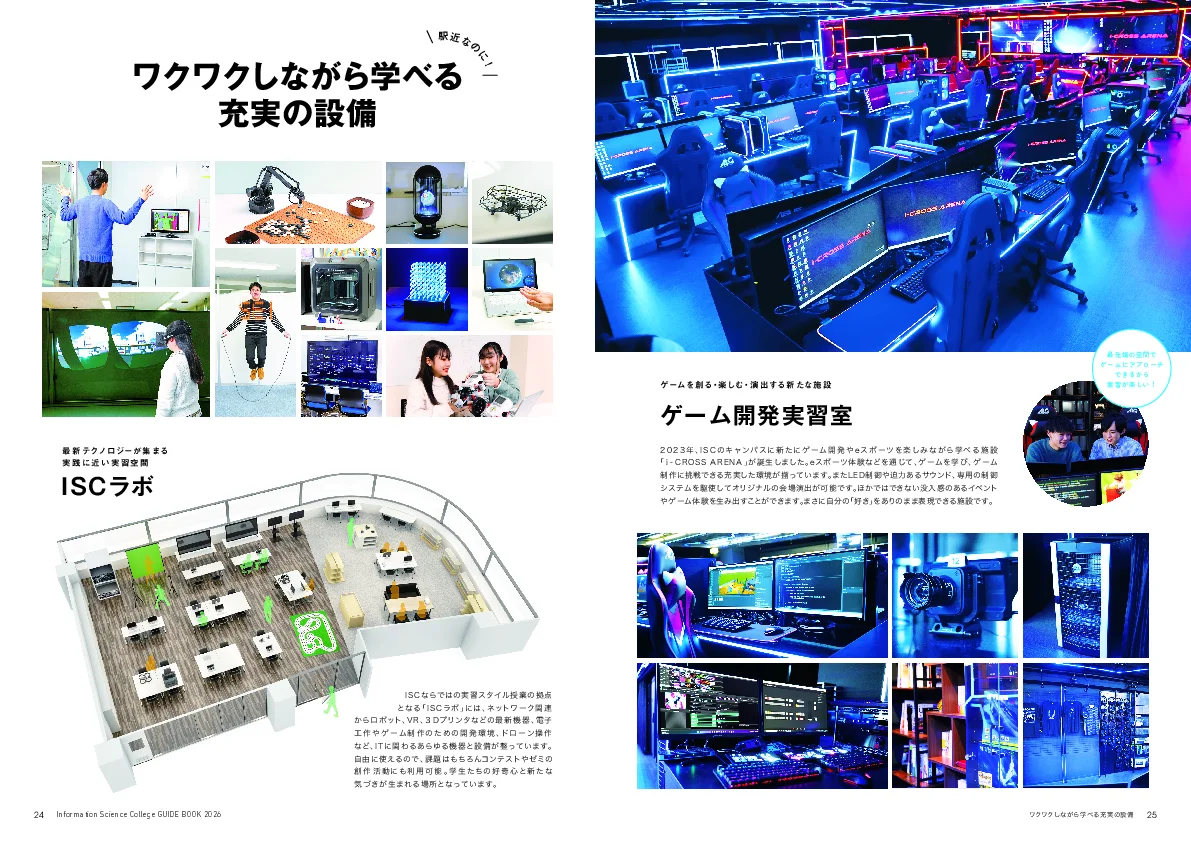 駅近なのに！
ワクワクしながら学べる
充実の設備
最新テクノロジーが集まる
実践に近い実習空間
ISCラボ
ISCならではの実習スタイル授業の拠点
となる「ISCラボ」には、ネットワーク関連
からロボット、VR、3Dプリンタなどの最新機器、電子
工作やゲーム制作のための開発環境、ドローン操作
など、ITに関わるあらゆる機器と設備が整っています。
自由に使えるので、課題はもちろんコンテストやゼミの
創作活動にも利用可能。学生たちの好奇心と新たな
気づきが生まれる場所となっています。
24 Information Science College GUIDE BOOK 2026
i-CROSS ARENA
i-CROSS ARENA
i-CROSS ARENA
i-CROSS ARENA
i-CROSS ARENA
最先端の空間で
ゲームにアプローチ
できるから
実習が楽しい！
ゲームを創る・楽しむ・演出する新たな施設
ゲーム開発実習室
2023年、ISCのキャンパスに新たにゲーム開発やeスポーツを楽しみながら学べる施設
「i-CROSS ARENA」が誕生しました。eスポーツ体験などを通じて、ゲームを学び、ゲーム
制作に挑戦できる充実した環境が揃っています。またLED制御や迫力あるサウンド、専用の制御
システムを駆使してオリジナルの会場演出が可能です。ほかではできない没入感のあるイベント
やゲーム体験を生み出すことができます。まさに自分の「好き」をありのまま表現できる施設です。
ワクワクしながら学べる充実の設備 25